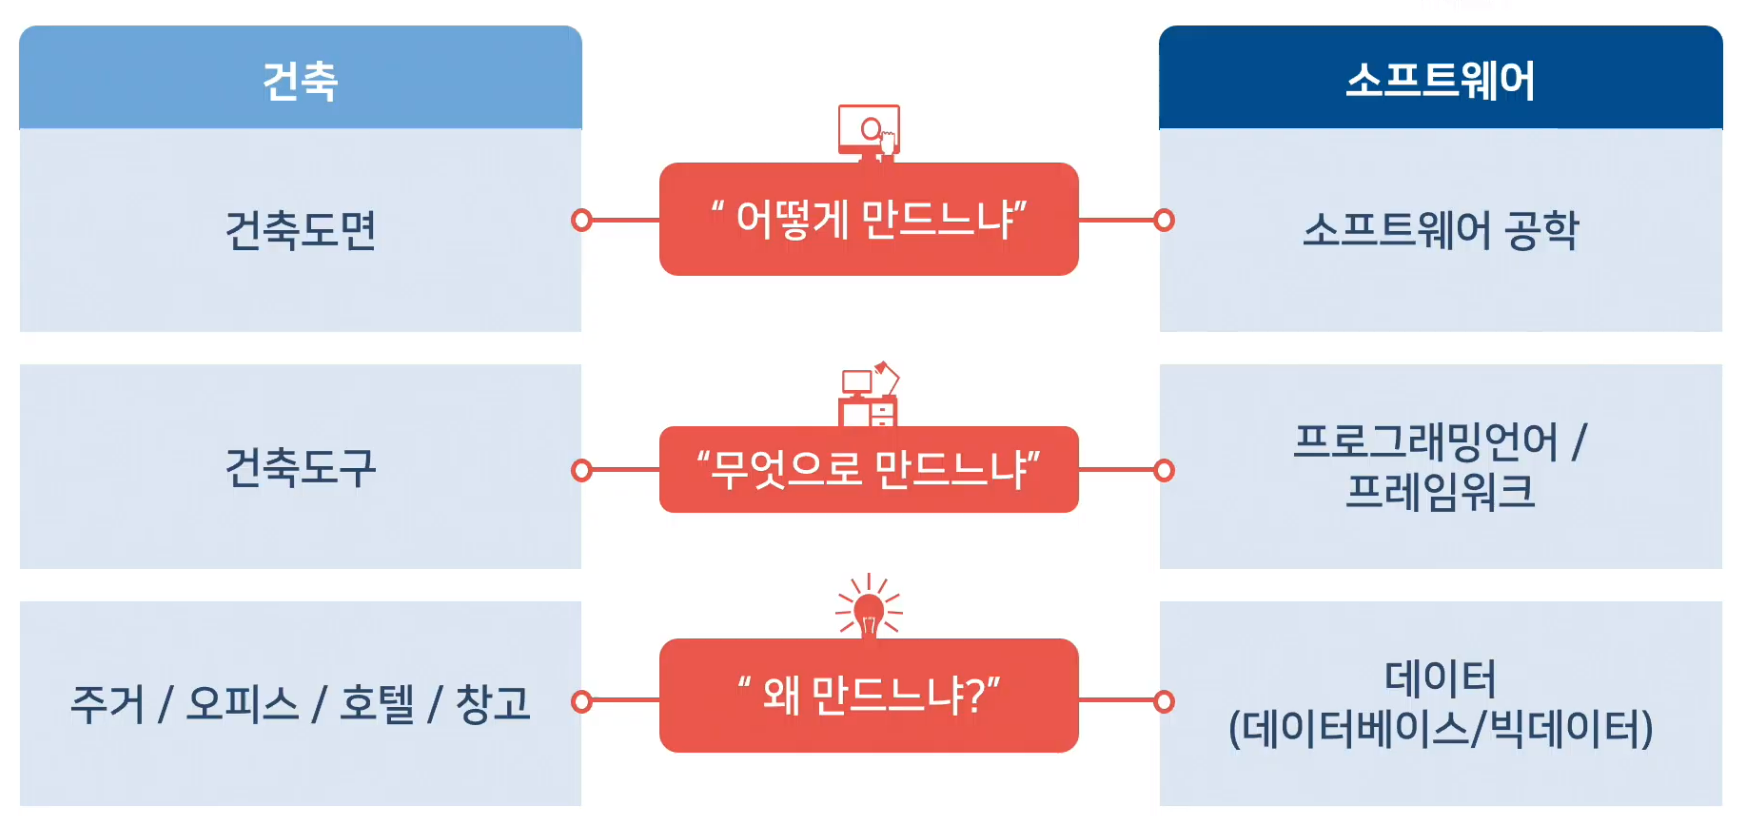 건축
소프트웨어
건축도면
“ 어떻게 만드느냐”
소프트웨어 공학
건축도구
“무엇으로 만드느냐”
프로그래밍언어 /
프레임워크
주거 / 오피스 / 호텔 / 창고
“ 왜 만드느냐?”
데이터
(데이터베이스/빅데이터)